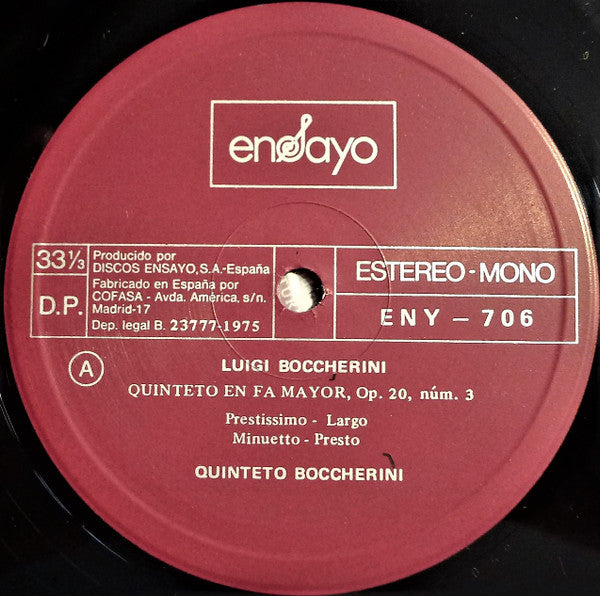 ensayo
33⅓
D.P.
Producido por
DISCOS ENSAYO, S.A.-España
Fabricado en España por
COFASA - Avda. América, s/n.
Madrid-17
Dep. legal B. 23777-1975
ESTEREO - MONO
ENY - 706
A
LUIGI BOCCHERINI
QUINTETO EN FA MAYOR, Op. 20, núm. 3
Prestissimo - Largo
Minuetto - Presto
QUINTETO BOCCHERINI